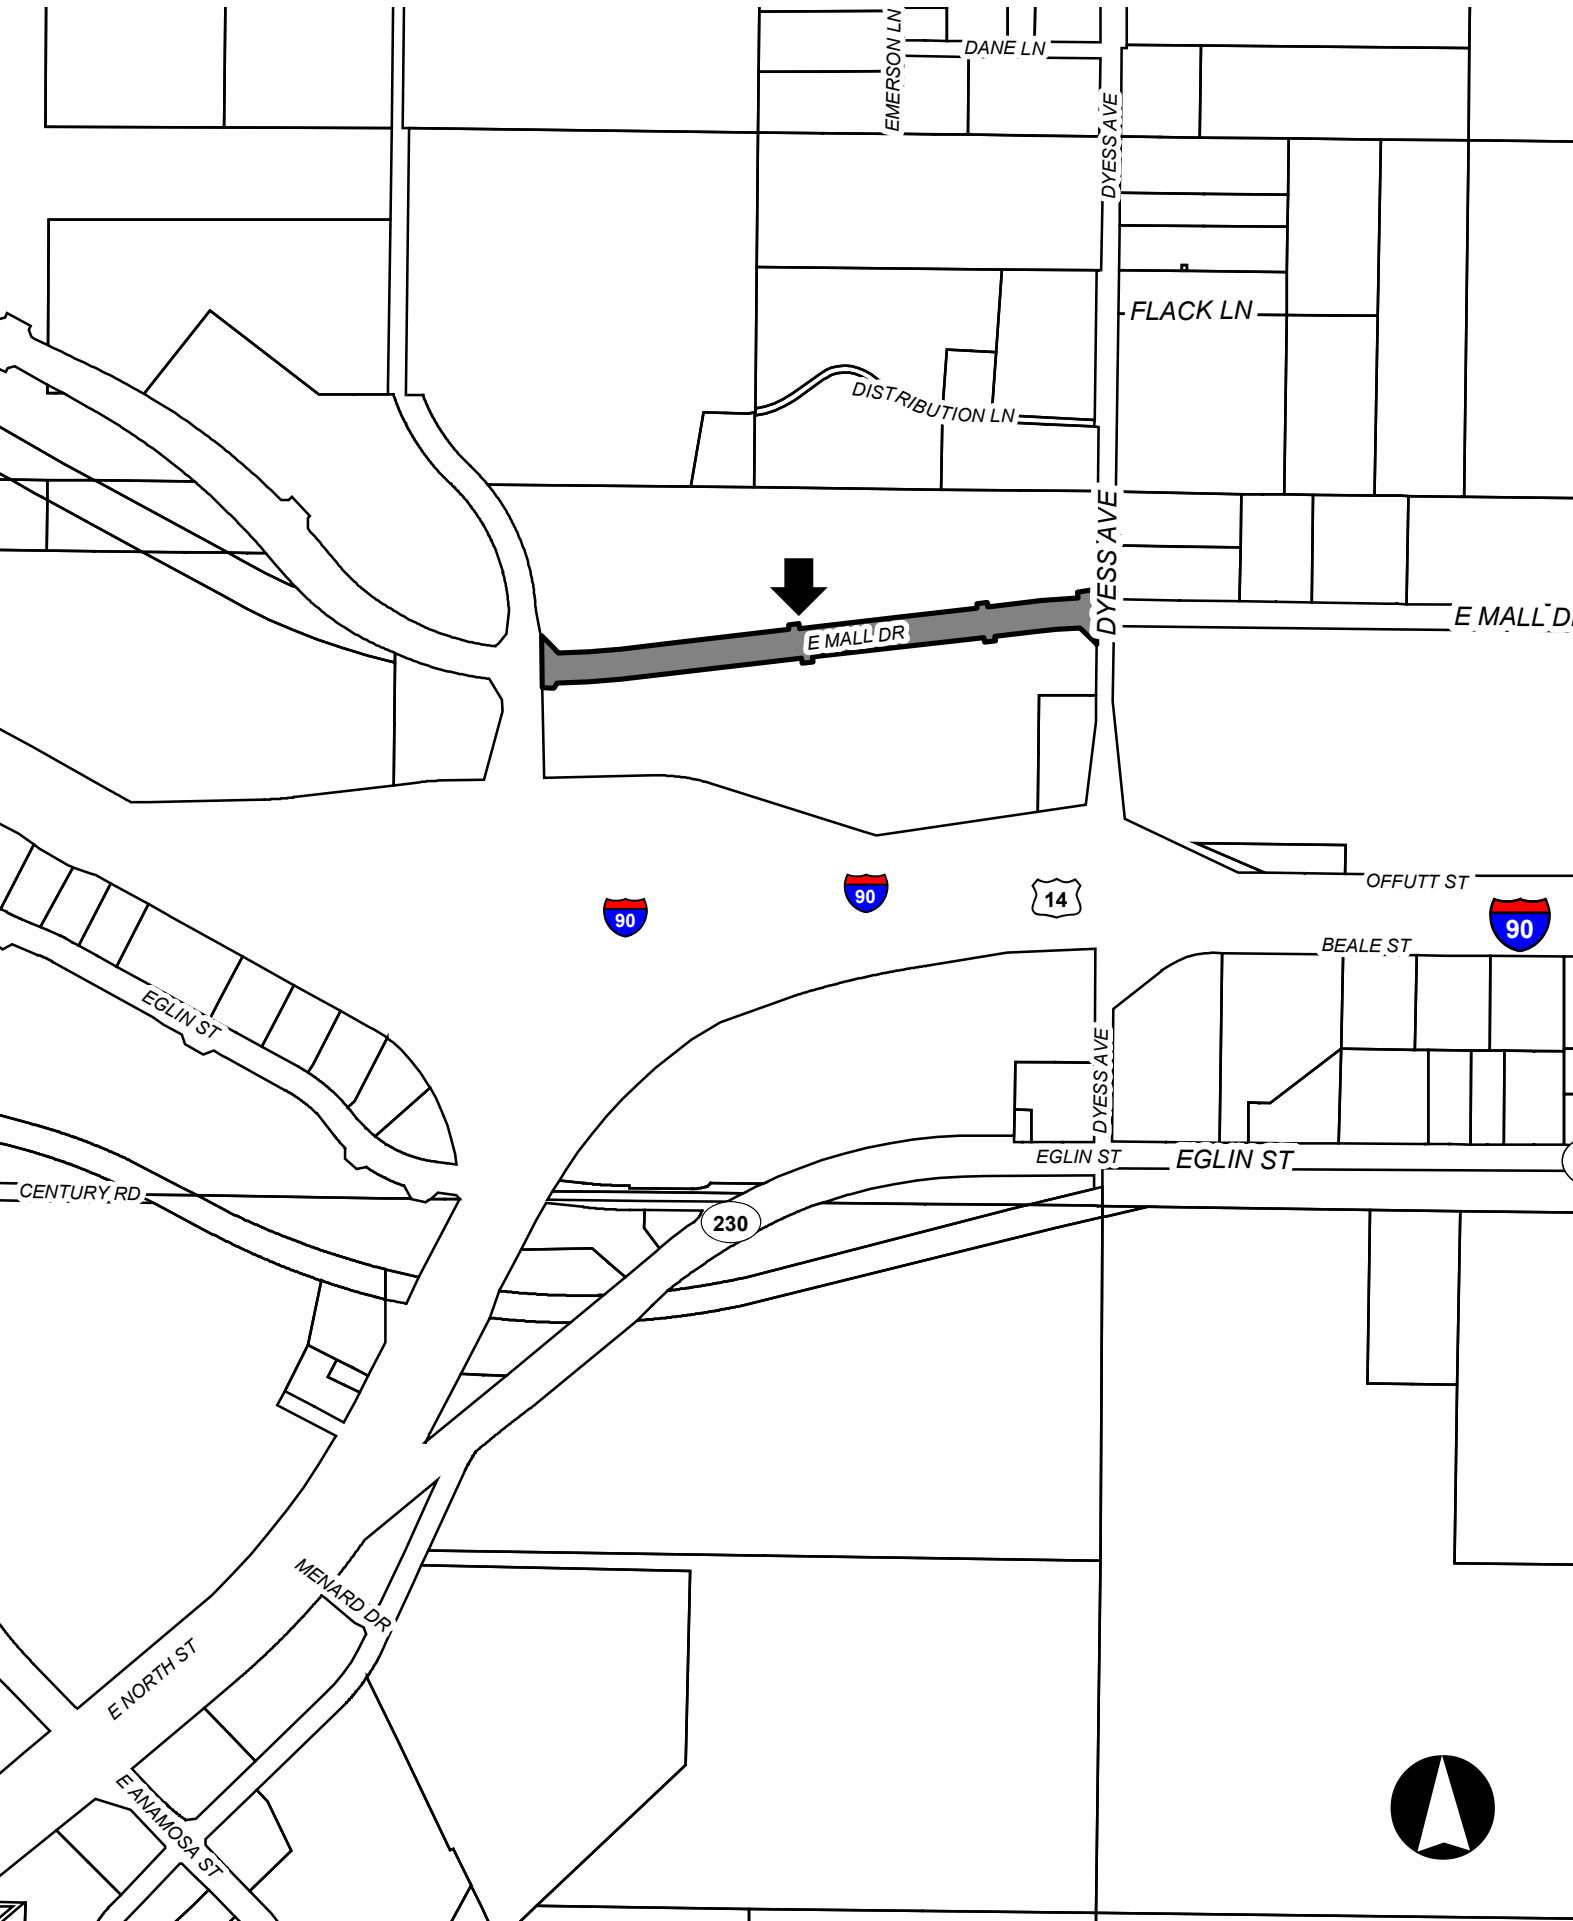 EMERSON LN
DANE LN
DYESS AVE
FLACK LN
DISTRIBUTION LN
DYESS AVE
E MALL DR
E MALL D
OFFUTT ST
90
90
14
90
BEALE ST
EGLIN ST
DYESS AVE
EGLIN ST
EGLIN ST
CENTURY RD
230
MENARD DR
E NORTH ST
E ANAMOSA ST